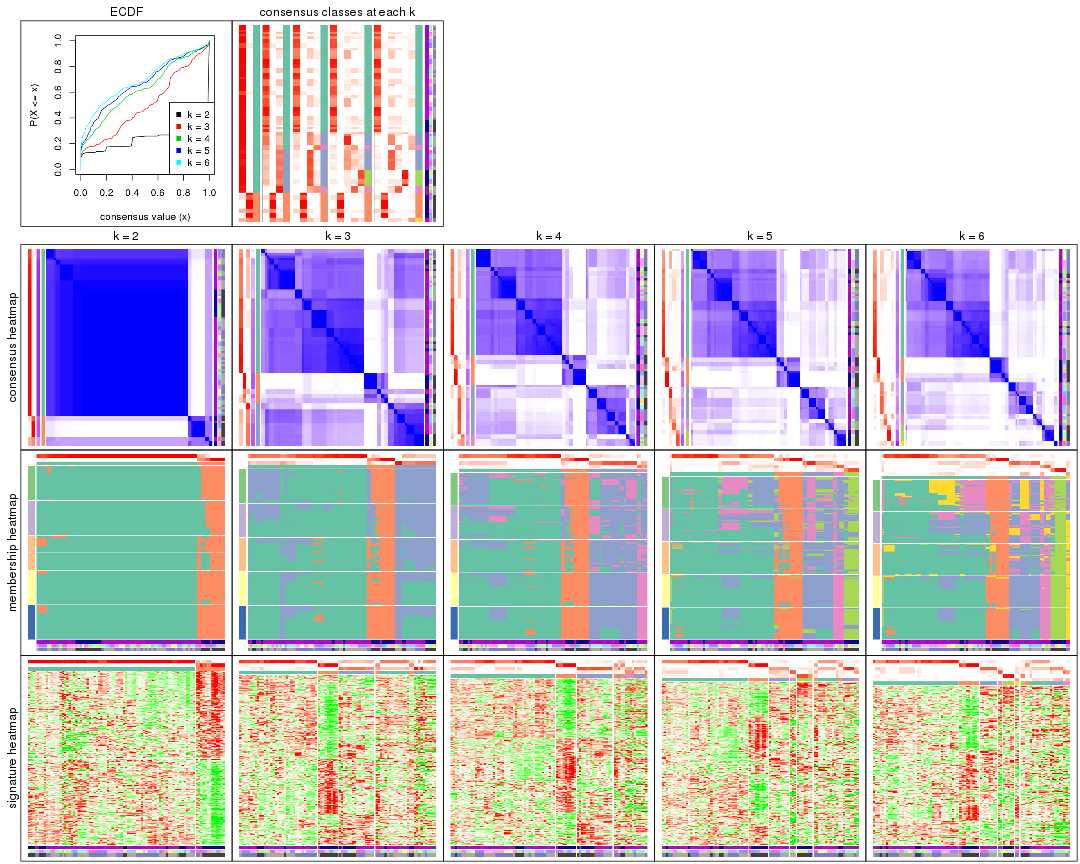 ECDF
consensus classes at each k
P(X <= x)
0.0
0.2
0.4
0.6
0.8
1.0
k = 2
k = 3
k = 4
k = 5
k = 6
0.0
0.2
0.4
0.6
0.8
1.0
consensus value (x)
k = 2
k = 3
k = 4
k = 5
k = 6
consensus heatmap
membership heatmap
signature heatmap